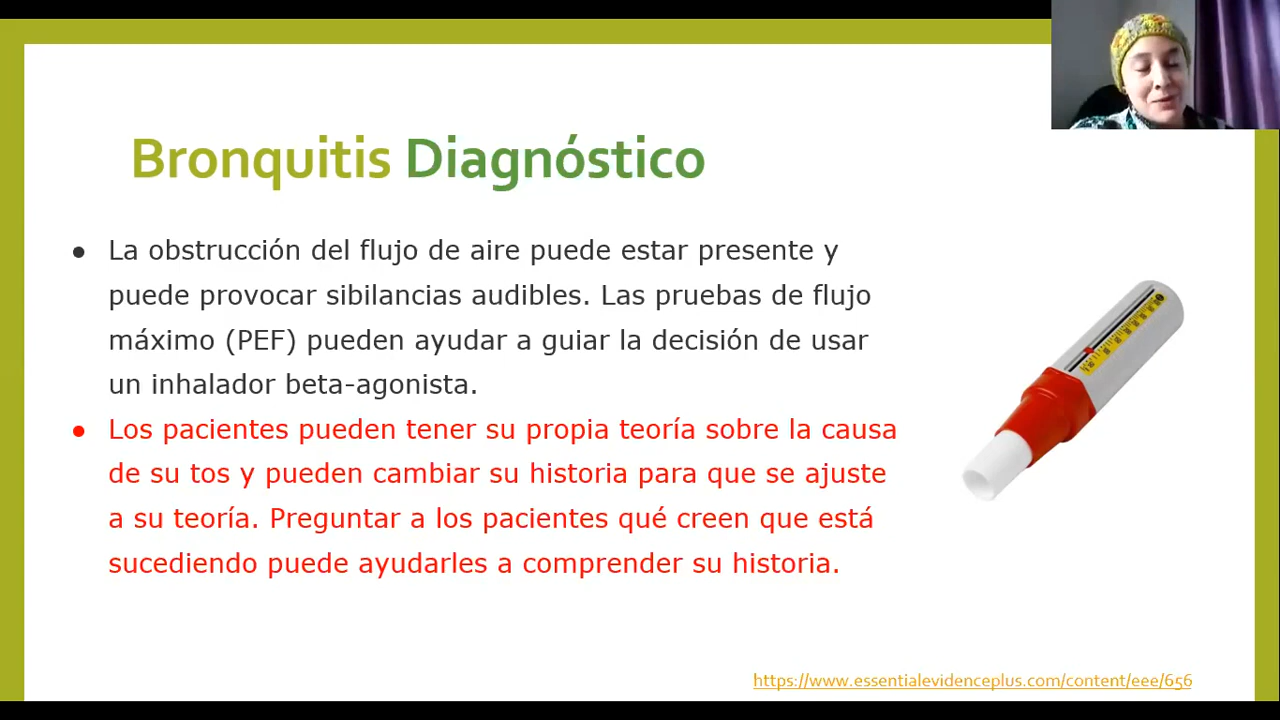 Bronquitis Diagnóstico
● La obstrucción del flujo de aire puede estar presente y
puede provocar sibilancias audibles. Las pruebas de flujo
máximo (PEF) pueden ayudar a guiar la decisión de usar
un inhalador beta-agonista.
● Los pacientes pueden tener su propia teoría sobre la causa
de su tos y pueden cambiar su historia para que se ajuste
a su teoría. Preguntar a los pacientes qué creen que está
sucediendo puede ayudarles a comprender su historia.
https://www.essentialevidenceplus.com/content/eee/656